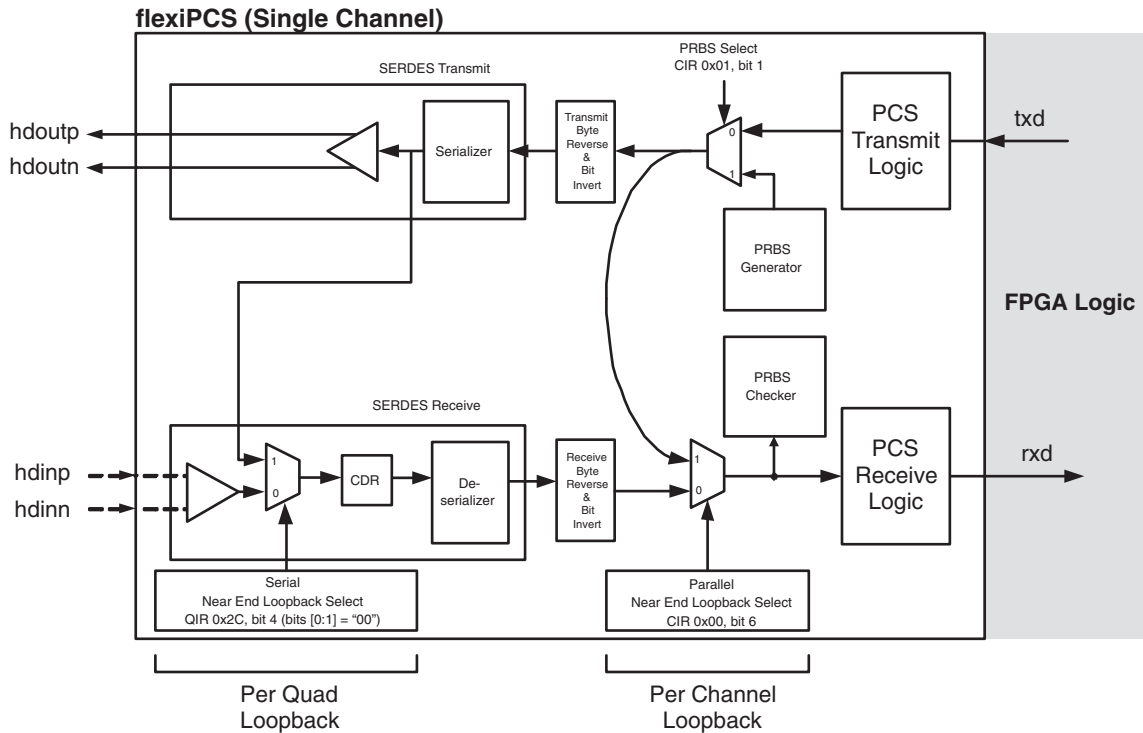 flexiPCS (Single Channel)
SERDES Transmit
PRBS Select
CIR 0x01, bit 1
hdoutp
hdoutn
Serializer
Transmit
Byte
Reverse
&
Bit
Invert
0
1
PCS
Transmit
Logic
txd
PRBS
Generator
FPGA Logic
PRBS
Checker
SERDES Receive
hdinp
hdinn
1
0
CDR
De-
serializer
Receive
Byte
Reverse
&
Bit
Invert
1
0
PCS
Receive
Logic
rxd
Serial
Near End Loopback Select
QIR 0x2C, bit 4 (bits [0:1] = “00”)
Parallel
Near End Loopback Select
CIR 0x00, bit 6
Per Quad
Loopback
Per Channel
Loopback